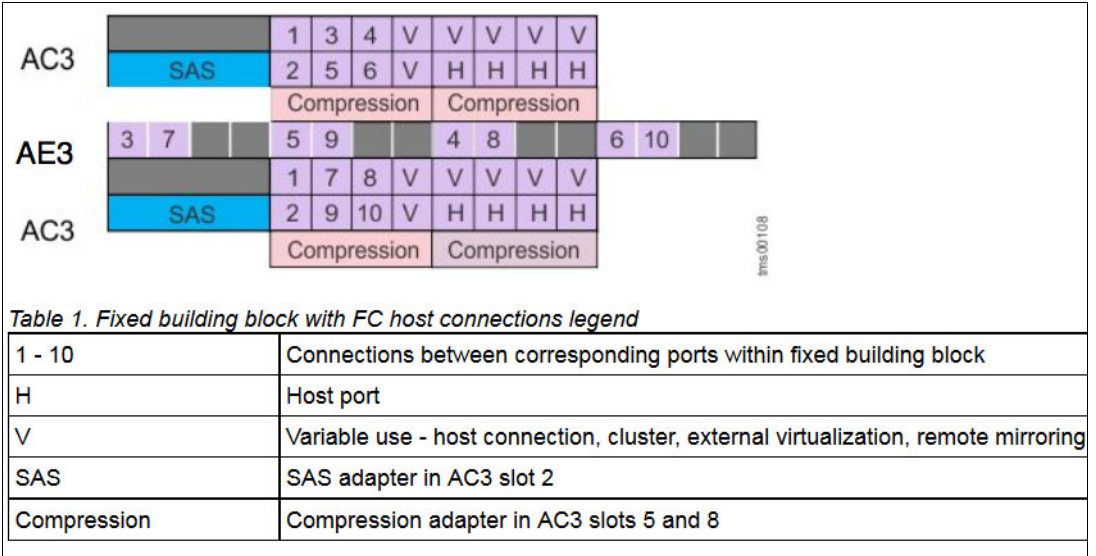 AC3
1 3 4 V V V V V
SAS 2 5 6 V H H H H
Compression Compression
AE3
3 7 5 9 4 8 6 10
1 7 8 V V V V V
AC3
SAS 2 9 10 V H H H H
Compression Compression
tms00108
Table 1. Fixed building block with FC host connections legend
1 - 10 Connections between corresponding ports within fixed building block
H Host port
V Variable use - host connection, cluster, external virtualization, remote mirroring
SAS SAS adapter in AC3 slot 2
Compression Compression adapter in AC3 slots 5 and 8